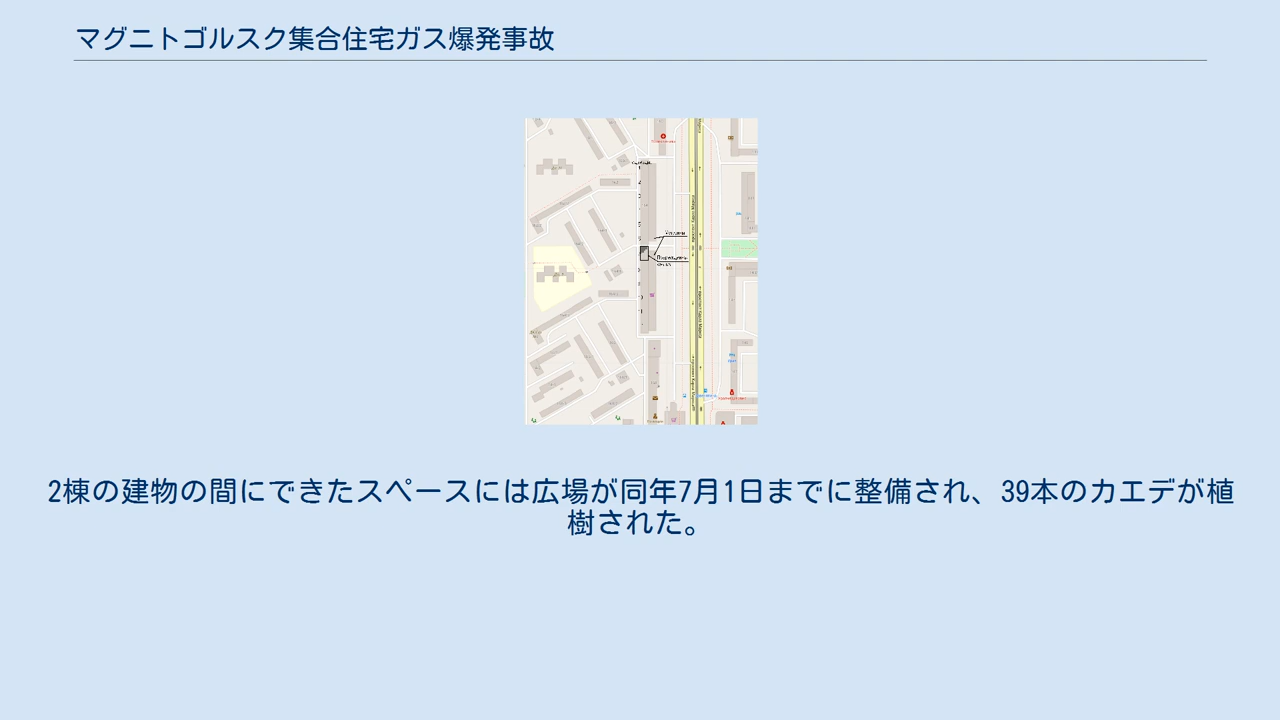 マグニトゴルスク集合住宅ガス爆発事故
2棟の建物の間にできたスペースには広場が同年7月1日までに整備され、39本のカエデが植
樹された。